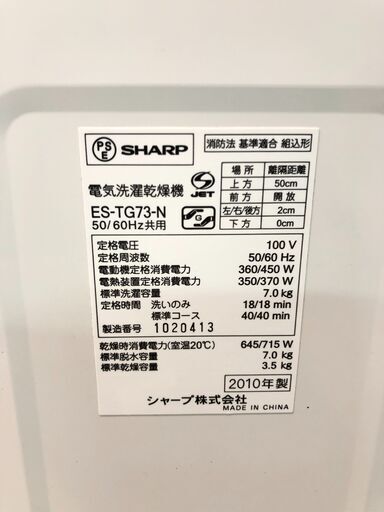 PSE SHARP
電気洗濯乾燥機 JET
ES-TG73-N
50/60Hz共用
消防法 基準適合 組込形
場所 離隔距離
上方 50cm
前方 開放
左/右/後方 2cm
下方 0cm
定格電圧 100 V
定格周波数 50/60 Hz
電動機定格消費電力 360/450 W
電熱装置定格消費電力 350/370 W
標準洗濯容量 7.0 kg
定格時間 洗いのみ 18/18 min
標準コース 40/40 min
製造番号 1020413
乾燥時消費電力(室温20℃) 645/715 W
標準脱水容量 7.0 kg
標準乾燥容量 3.5 kg
2010年製
シャープ株式会社
MADE IN CHINA